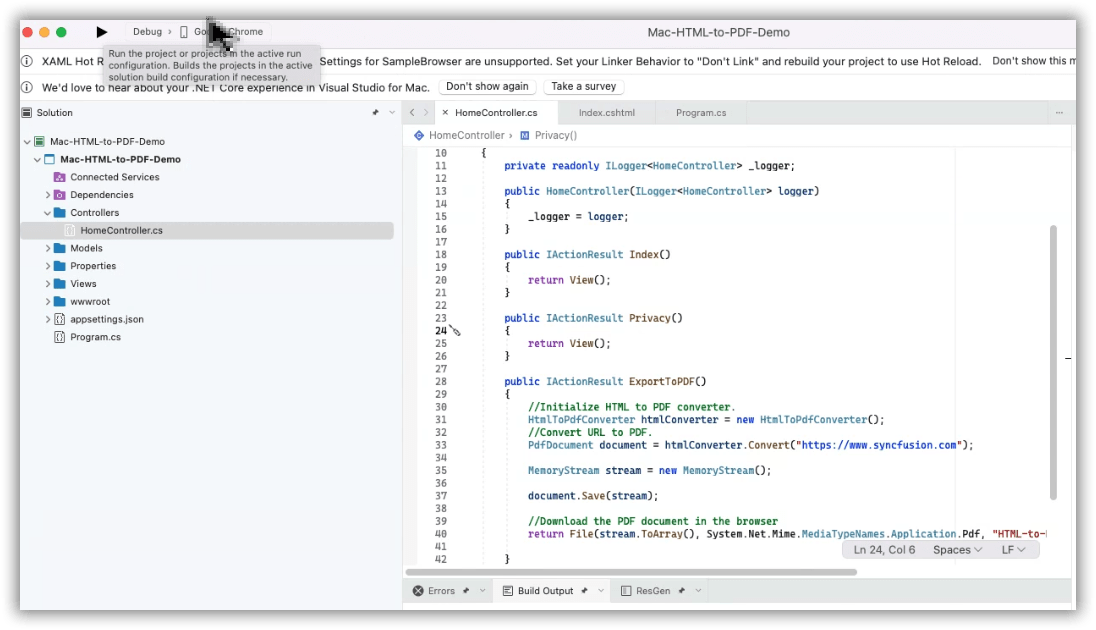 Debug › Chrome
Mac-HTML-to-PDF-Demo
Run the project or projects in the active run
configuration. Builds the projects in the active
solution build configuration if necessary.
XAML Hot Settings for SampleBrowser are unsupported. Set your Linker Behavior to "Don't Link" and rebuild your project to use Hot Reload. Don't show this
We'd love to hear about your .NET Core experience in Visual Studio for Mac. Don't show again Take a survey
Solution
Mac-HTML-to-PDF-Demo
Mac-HTML-to-PDF-Demo
Connected Services
Dependencies
Controllers
HomeController.cs
Models
Properties
Views
wwwroot
appsettings.json
Program.cs
HomeController.cs Index.cshtml Program.cs
HomeController › Privacy()
10 {
11 private readonly ILogger<HomeController> _logger;
12
13 public HomeController(ILogger<HomeController> logger)
14 {
15 _logger = logger;
16 }
17
18 public IActionResult Index()
19 {
20 return View();
21 }
22
23 public IActionResult Privacy()
24 {
25 return View();
26 }
27
28 public IActionResult ExportToPDF()
29 {
30 //Initialize HTML to PDF converter.
31 HtmlToPdfConverter htmlConverter = new HtmlToPdfConverter();
32 //Convert URL to PDF.
33 PdfDocument document = htmlConverter.Convert("https://www.syncfusion.com");
34
35 MemoryStream stream = new MemoryStream();
36
37 document.Save(stream);
38
39 //Download the PDF document in the browser
40 return File(stream.ToArray(), System.Net.Mime.MediaTypeNames.Application.Pdf, "HTML-to-
41
42 }
Ln 24, Col 6 Spaces LF
Errors Build Output ResGen